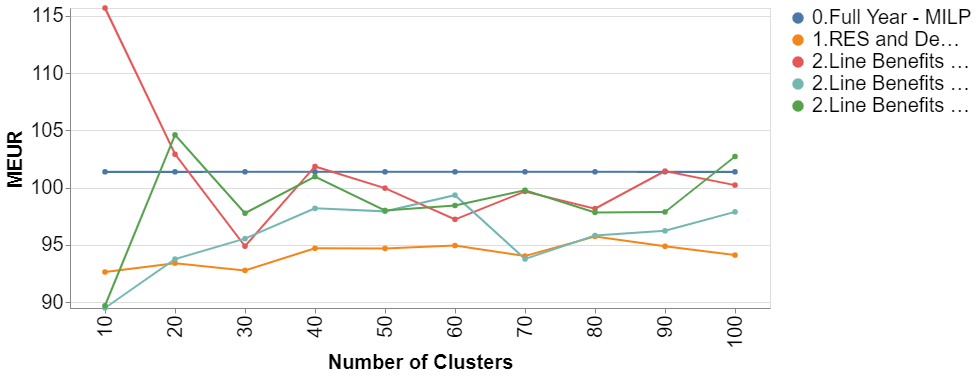 115
110
105
100
95
90
MEUR
10
20
30
40
50
60
70
80
90
100
Number of Clusters
0.Full Year - MILP
1.RES and De…
2.Line Benefits …
2.Line Benefits …
2.Line Benefits …